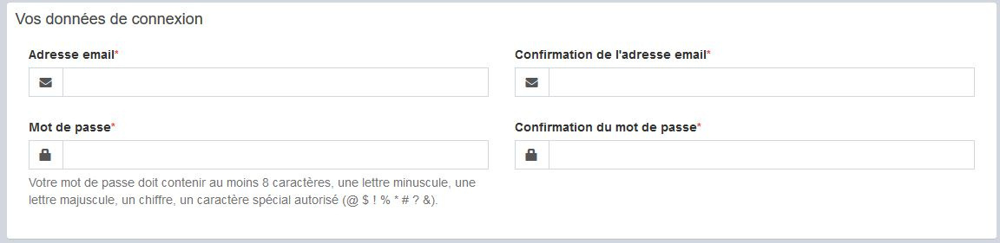 Vos données de connexion
Adresse email*
Confirmation de l'adresse email*
Mot de passe*
Confirmation du mot de passe*
Votre mot de passe doit contenir au moins 8 caractères, une lettre minuscule, une
lettre majuscule, un chiffre, un caractère spécial autorisé (@ $ ! % * # ? &).